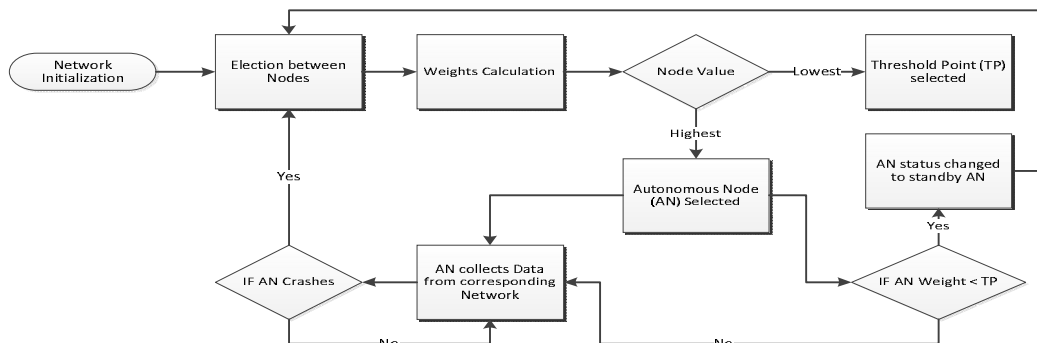 Network
Initialization
Election between
Nodes
Weights Calculation
Node Value
Lowest
Threshold Point (TP)
selected
Highest
Autonomous Node
(AN) Selected
AN status changed
to standby AN
Yes
Yes
IF AN Crashes
AN collects Data
from corresponding
Network
IF AN Weight < TP
No
No